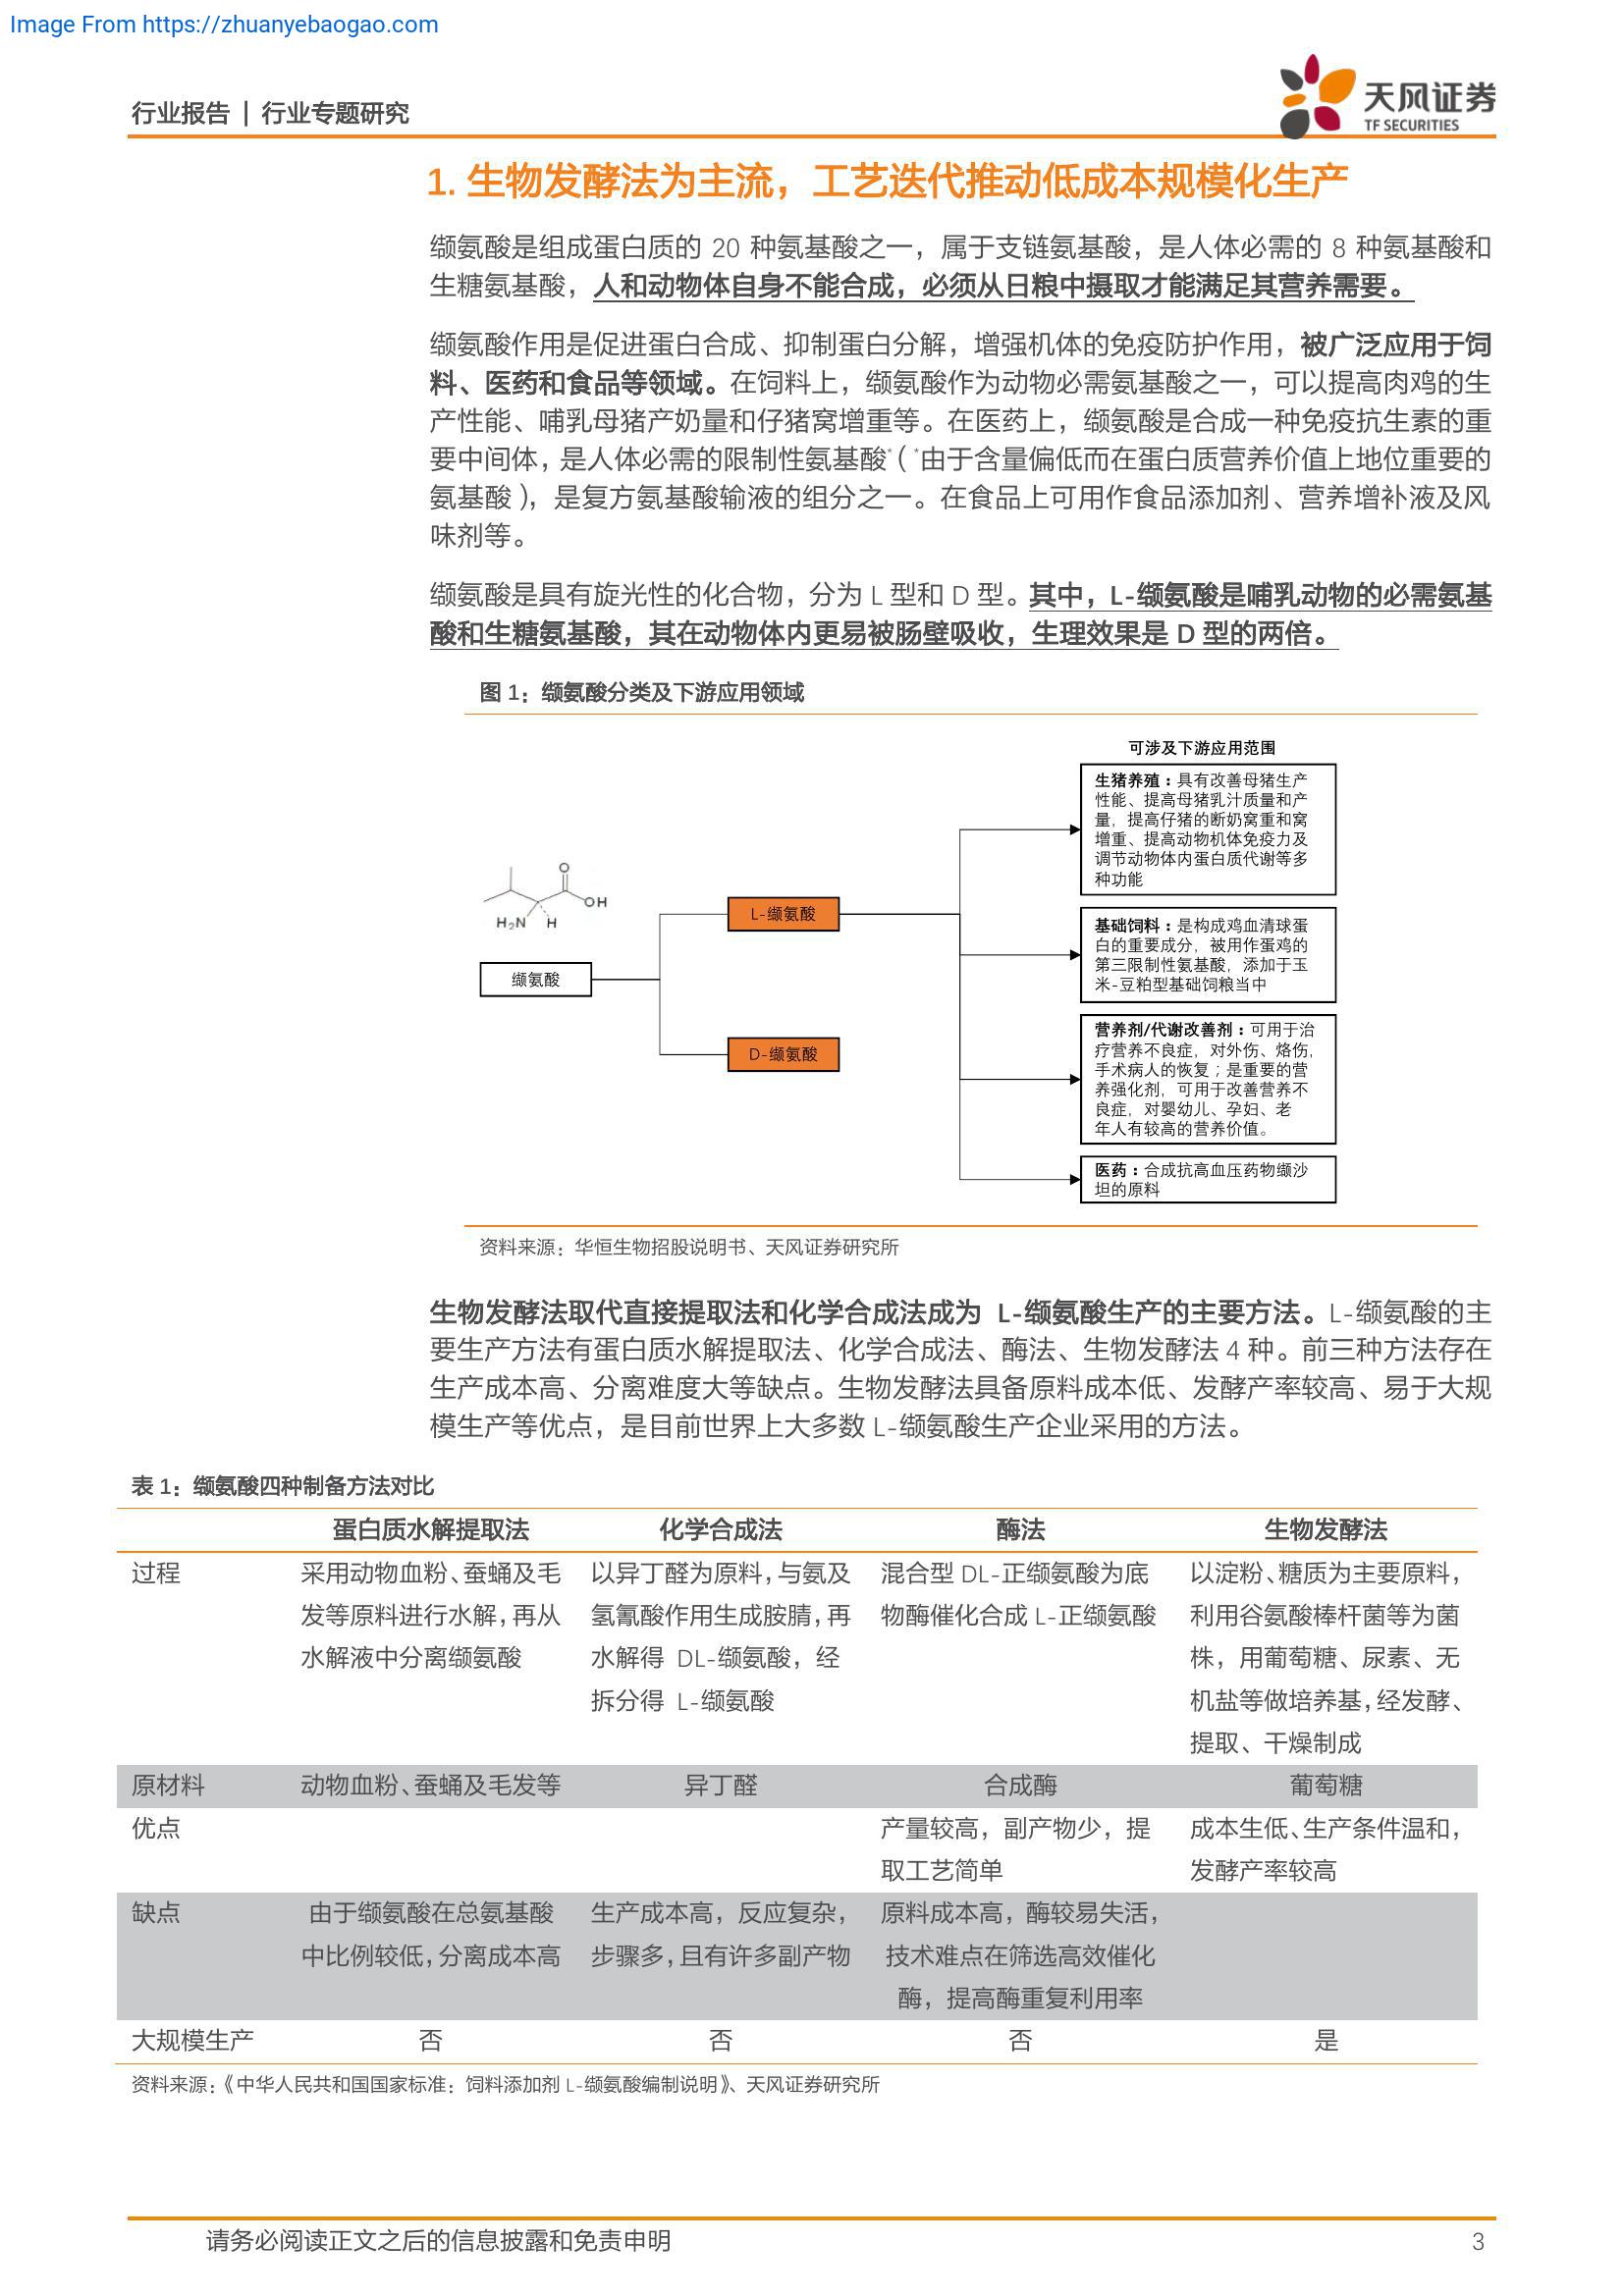 Image From https://zhuanyebaogao.com
行业报告 | 行业专题研究
天风证券
TF SECURITIES
1. 生物发酵法为主流，工艺迭代推动低成本规模化生产
缬氨酸是组成蛋白质的 20 种氨基酸之一，属于支链氨基酸，是人体必需的 8 种氨基酸和
生糖氨基酸，人和动物体自身不能合成，必须从日粮中摄取才能满足其营养需要。
缬氨酸作用是促进蛋白合成、抑制蛋白分解，增强机体的免疫防护作用，被广泛应用于饲
料、医药和食品等领域。在饲料上，缬氨酸作为动物必需氨基酸之一，可以提高肉鸡的生
产性能、哺乳母猪产奶量和仔猪窝增重等。在医药上，缬氨酸是合成一种免疫抗生素的重
要中间体，是人体必需的限制性氨基酸*（*由于含量偏低而在蛋白质营养价值上地位重要的
氨基酸），是复方氨基酸输液的组分之一。在食品上可用作食品添加剂、营养增补液及风
味剂等。
缬氨酸是具有旋光性的化合物，分为 L 型和 D 型。其中，L-缬氨酸是哺乳动物的必需氨基
酸和生糖氨基酸，其在动物体内更易被肠壁吸收，生理效果是 D 型的两倍。
图 1：缬氨酸分类及下游应用领域
可涉及下游应用范围
生猪养殖：具有改善母猪生产
性能、提高母猪乳汁质量和产
量，提高仔猪的断奶窝重和窝
增重、提高动物机体免疫力及
调节动物体内蛋白质代谢等多
种功能
O
OH
H₂N
H
L-缬氨酸
基础饲料：是构成鸡血清球蛋
白的重要成分，被用作蛋鸡的
第三限制性氨基酸，添加于玉
米-豆粕型基础饲粮当中
缬氨酸
D-缬氨酸
营养剂/代谢改善剂：可用于治
疗营养不良症，对外伤、烙伤，
手术病人的恢复；是重要的营
养强化剂，可用于改善营养不
良症，对婴幼儿、孕妇、老
年人有较高的营养价值。
医药：合成抗高血压药物缬沙
坦的原料
资料来源：华恒生物招股说明书、天风证券研究所
生物发酵法取代直接提取法和化学合成法成为 L-缬氨酸生产的主要方法。L-缬氨酸的主
要生产方法有蛋白质水解提取法、化学合成法、酶法、生物发酵法 4 种。前三种方法存在
生产成本高、分离难度大等缺点。生物发酵法具备原料成本低、发酵产率较高、易于大规
模生产等优点，是目前世界上大多数 L-缬氨酸生产企业采用的方法。
表 1：缬氨酸四种制备方法对比
蛋白质水解提取法 化学合成法 酶法 生物发酵法
过程 采用动物血粉、蚕蛹及毛 以异丁醛为原料，与氨及 混合型 DL-正缬氨酸为底 以淀粉、糖质为主要原料，
发等原料进行水解，再从 氢氰酸作用生成胺腈，再 物酶催化合成 L-正缬氨酸 利用谷氨酸棒杆菌等为菌
水解液中分离缬氨酸 水解得 DL-缬氨酸，经 株，用葡萄糖、尿素、无
拆分得 L-缬氨酸 机盐等做培养基，经发酵、
提取、干燥制成
原材料 动物血粉、蚕蛹及毛发等 异丁醛 合成酶 葡萄糖
优点 产量较高，副产物少，提 成本生低、生产条件温和，
取工艺简单 发酵产率较高
缺点 由于缬氨酸在总氨基酸 生产成本高，反应复杂， 原料成本高，酶较易失活，
中比例较低，分离成本高 步骤多，且有许多副产物 技术难点在筛选高效催化
酶，提高酶重复利用率
大规模生产 否 否 否 是
资料来源：《中华人民共和国国家标准：饲料添加剂 L-缬氨酸编制说明》、天风证券研究所
请务必阅读正文之后的信息披露和免责申明 3